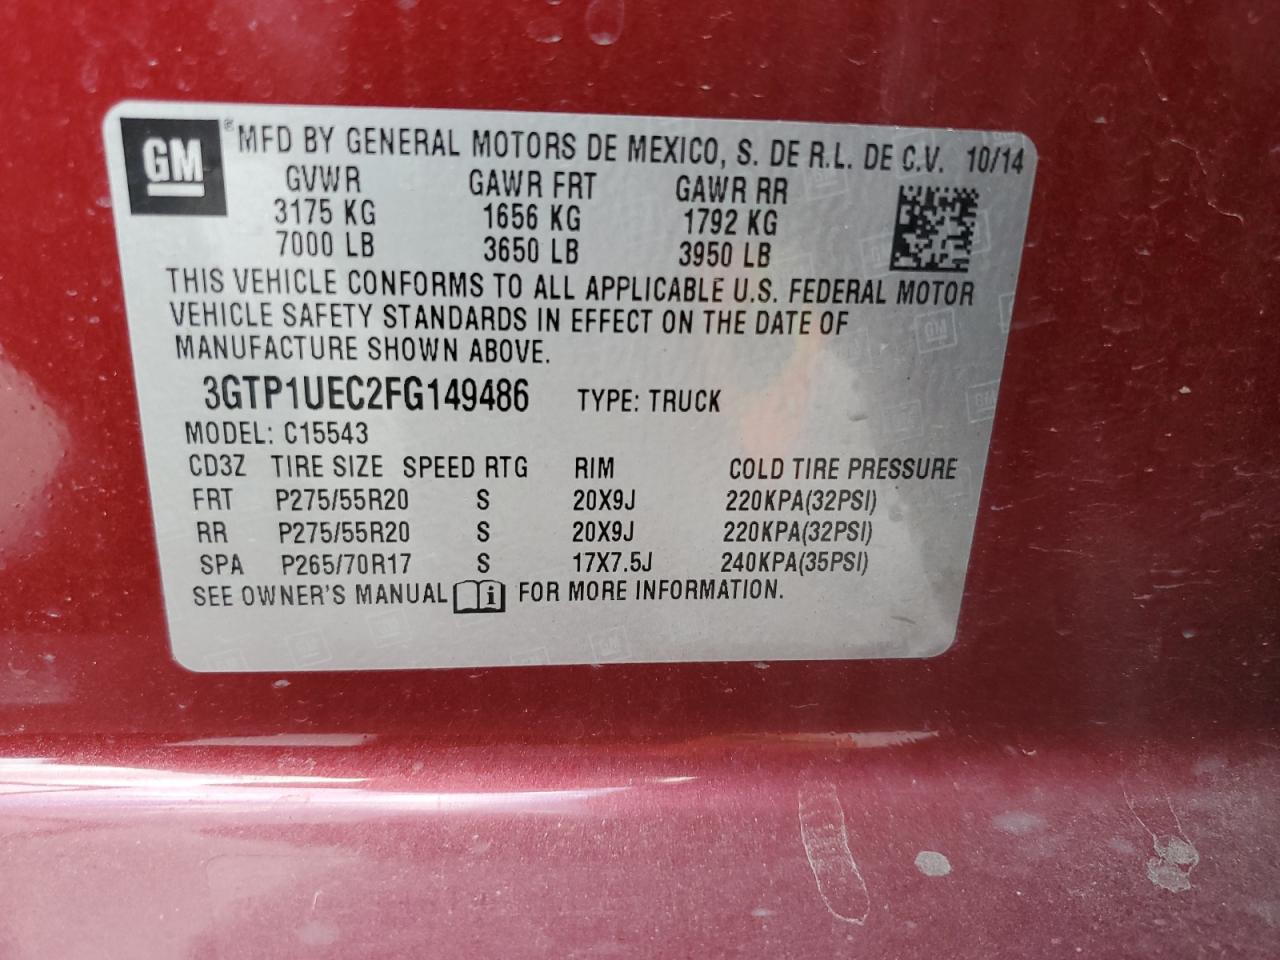 GM ® MFD BY GENERAL MOTORS DE MEXICO, S. DE R.L. DE C.V. 10/14
GVWR GAWR FRT GAWR RR
3175 KG 1656 KG 1792 KG
7000 LB 3650 LB 3950 LB
THIS VEHICLE CONFORMS TO ALL APPLICABLE U.S. FEDERAL MOTOR
VEHICLE SAFETY STANDARDS IN EFFECT ON THE DATE OF
MANUFACTURE SHOWN ABOVE.
3GTP1UEC2FG149486 TYPE: TRUCK
MODEL: C15543
CD3Z TIRE SIZE SPEED RTG RIM COLD TIRE PRESSURE
FRT P275/55R20 S 20X9J 220KPA(32PSI)
RR P275/55R20 S 20X9J 220KPA(32PSI)
SPA P265/70R17 S 17X7.5J 240KPA(35PSI)
SEE OWNER'S MANUAL i FOR MORE INFORMATION.